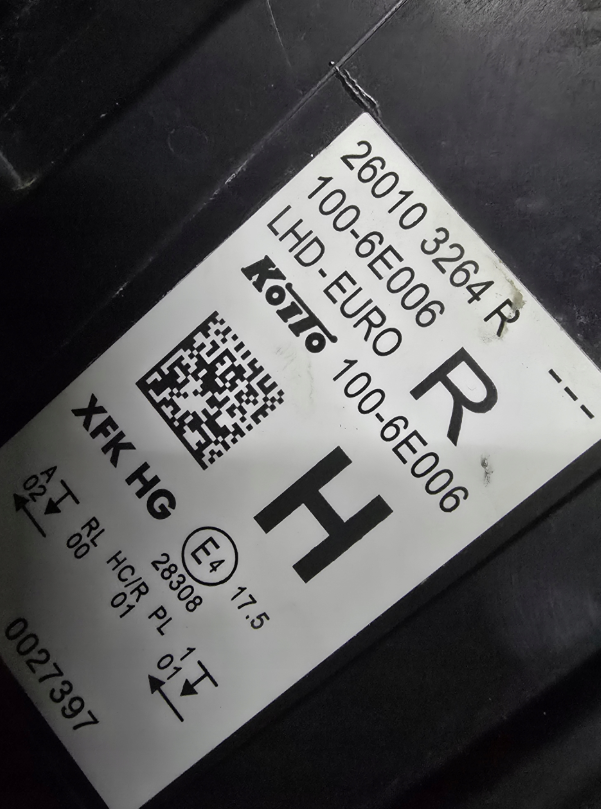 26010 3264 R
100-6E006
LHD-EURO R
KOITO 100-6E006
H
XFK HG
E4 17.5
28308
A RL HC/R PL 1
02 00 01 01
0027397
---